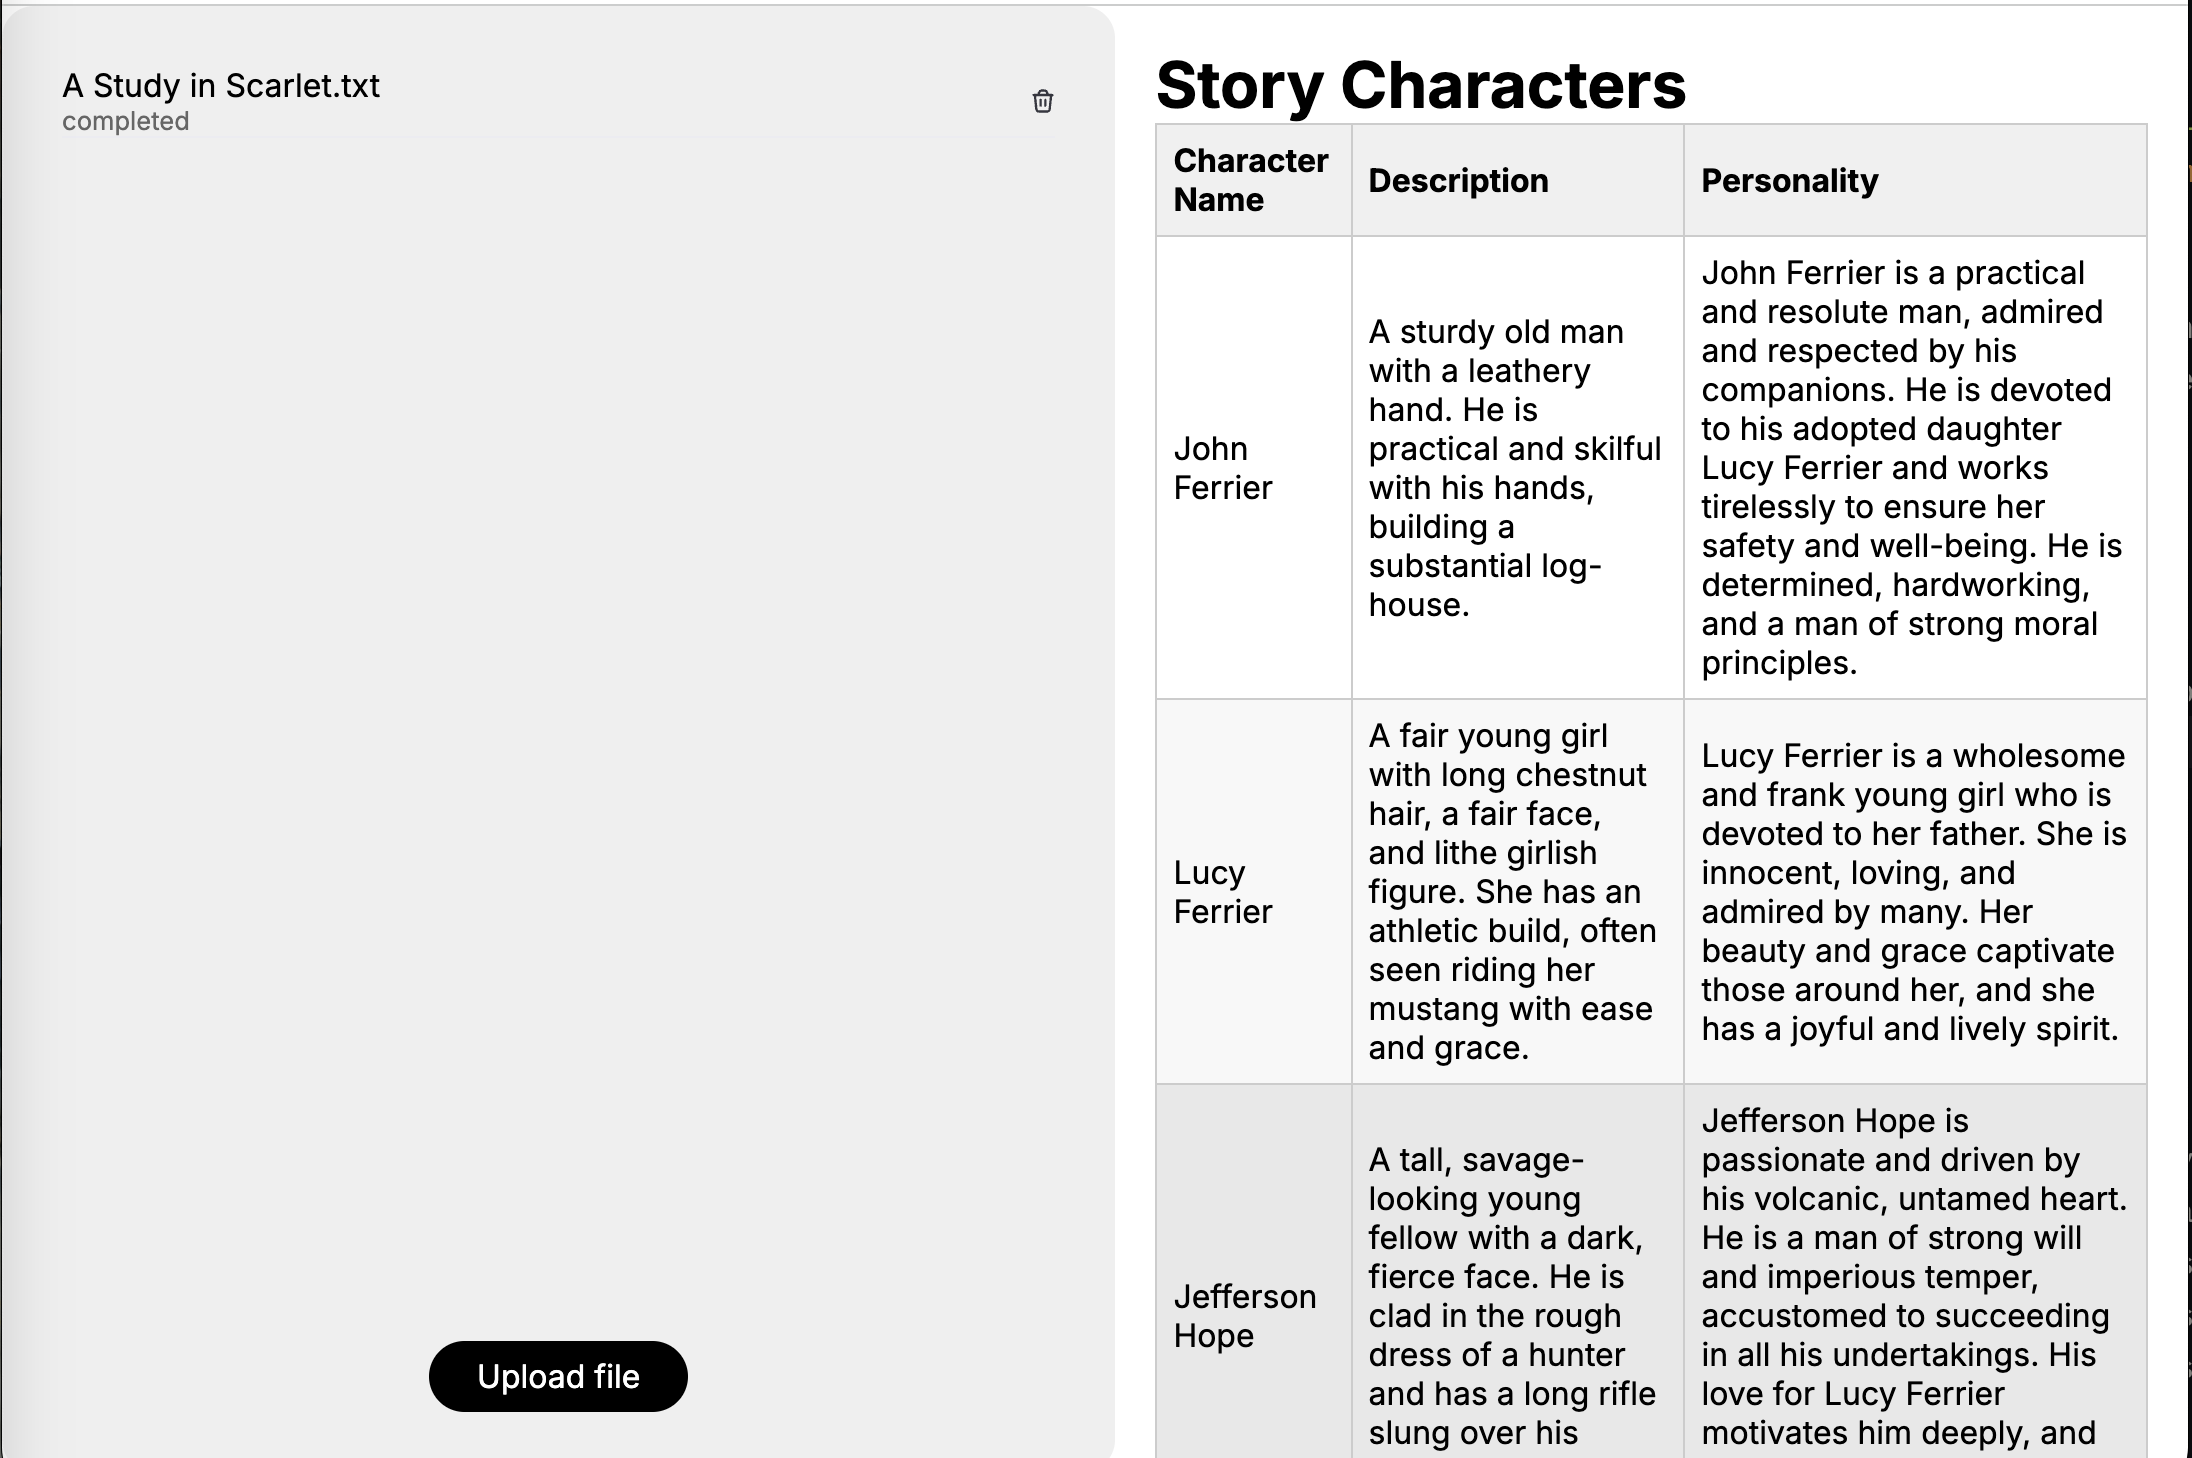 A Study in Scarlet.txt
completed
Upload file
Story Characters
Character
Name
Description
Personality
John
Ferrier
A sturdy old man
with a leathery
hand. He is
practical and skilful
with his hands,
building a
substantial log-
house.
John Ferrier is a practical
and resolute man, admired
and respected by his
companions. He is devoted
to his adopted daughter
Lucy Ferrier and works
tirelessly to ensure her
safety and well-being. He is
determined, hardworking,
and a man of strong moral
principles.
Lucy
Ferrier
A fair young girl
with long chestnut
hair, a fair face,
and lithe girlish
figure. She has an
athletic build, often
seen riding her
mustang with ease
and grace.
Lucy Ferrier is a wholesome
and frank young girl who is
devoted to her father. She is
innocent, loving, and
admired by many. Her
beauty and grace captivate
those around her, and she
has a joyful and lively spirit.
Jefferson
Hope
A tall, savage-
looking young
fellow with a dark,
fierce face. He is
clad in the rough
dress of a hunter
and has a long rifle
slung over his
Jefferson Hope is
passionate and driven by
his volcanic, untamed heart.
He is a man of strong will
and imperious temper,
accustomed to succeeding
in all his undertakings. His
love for Lucy Ferrier
motivates him deeply, and